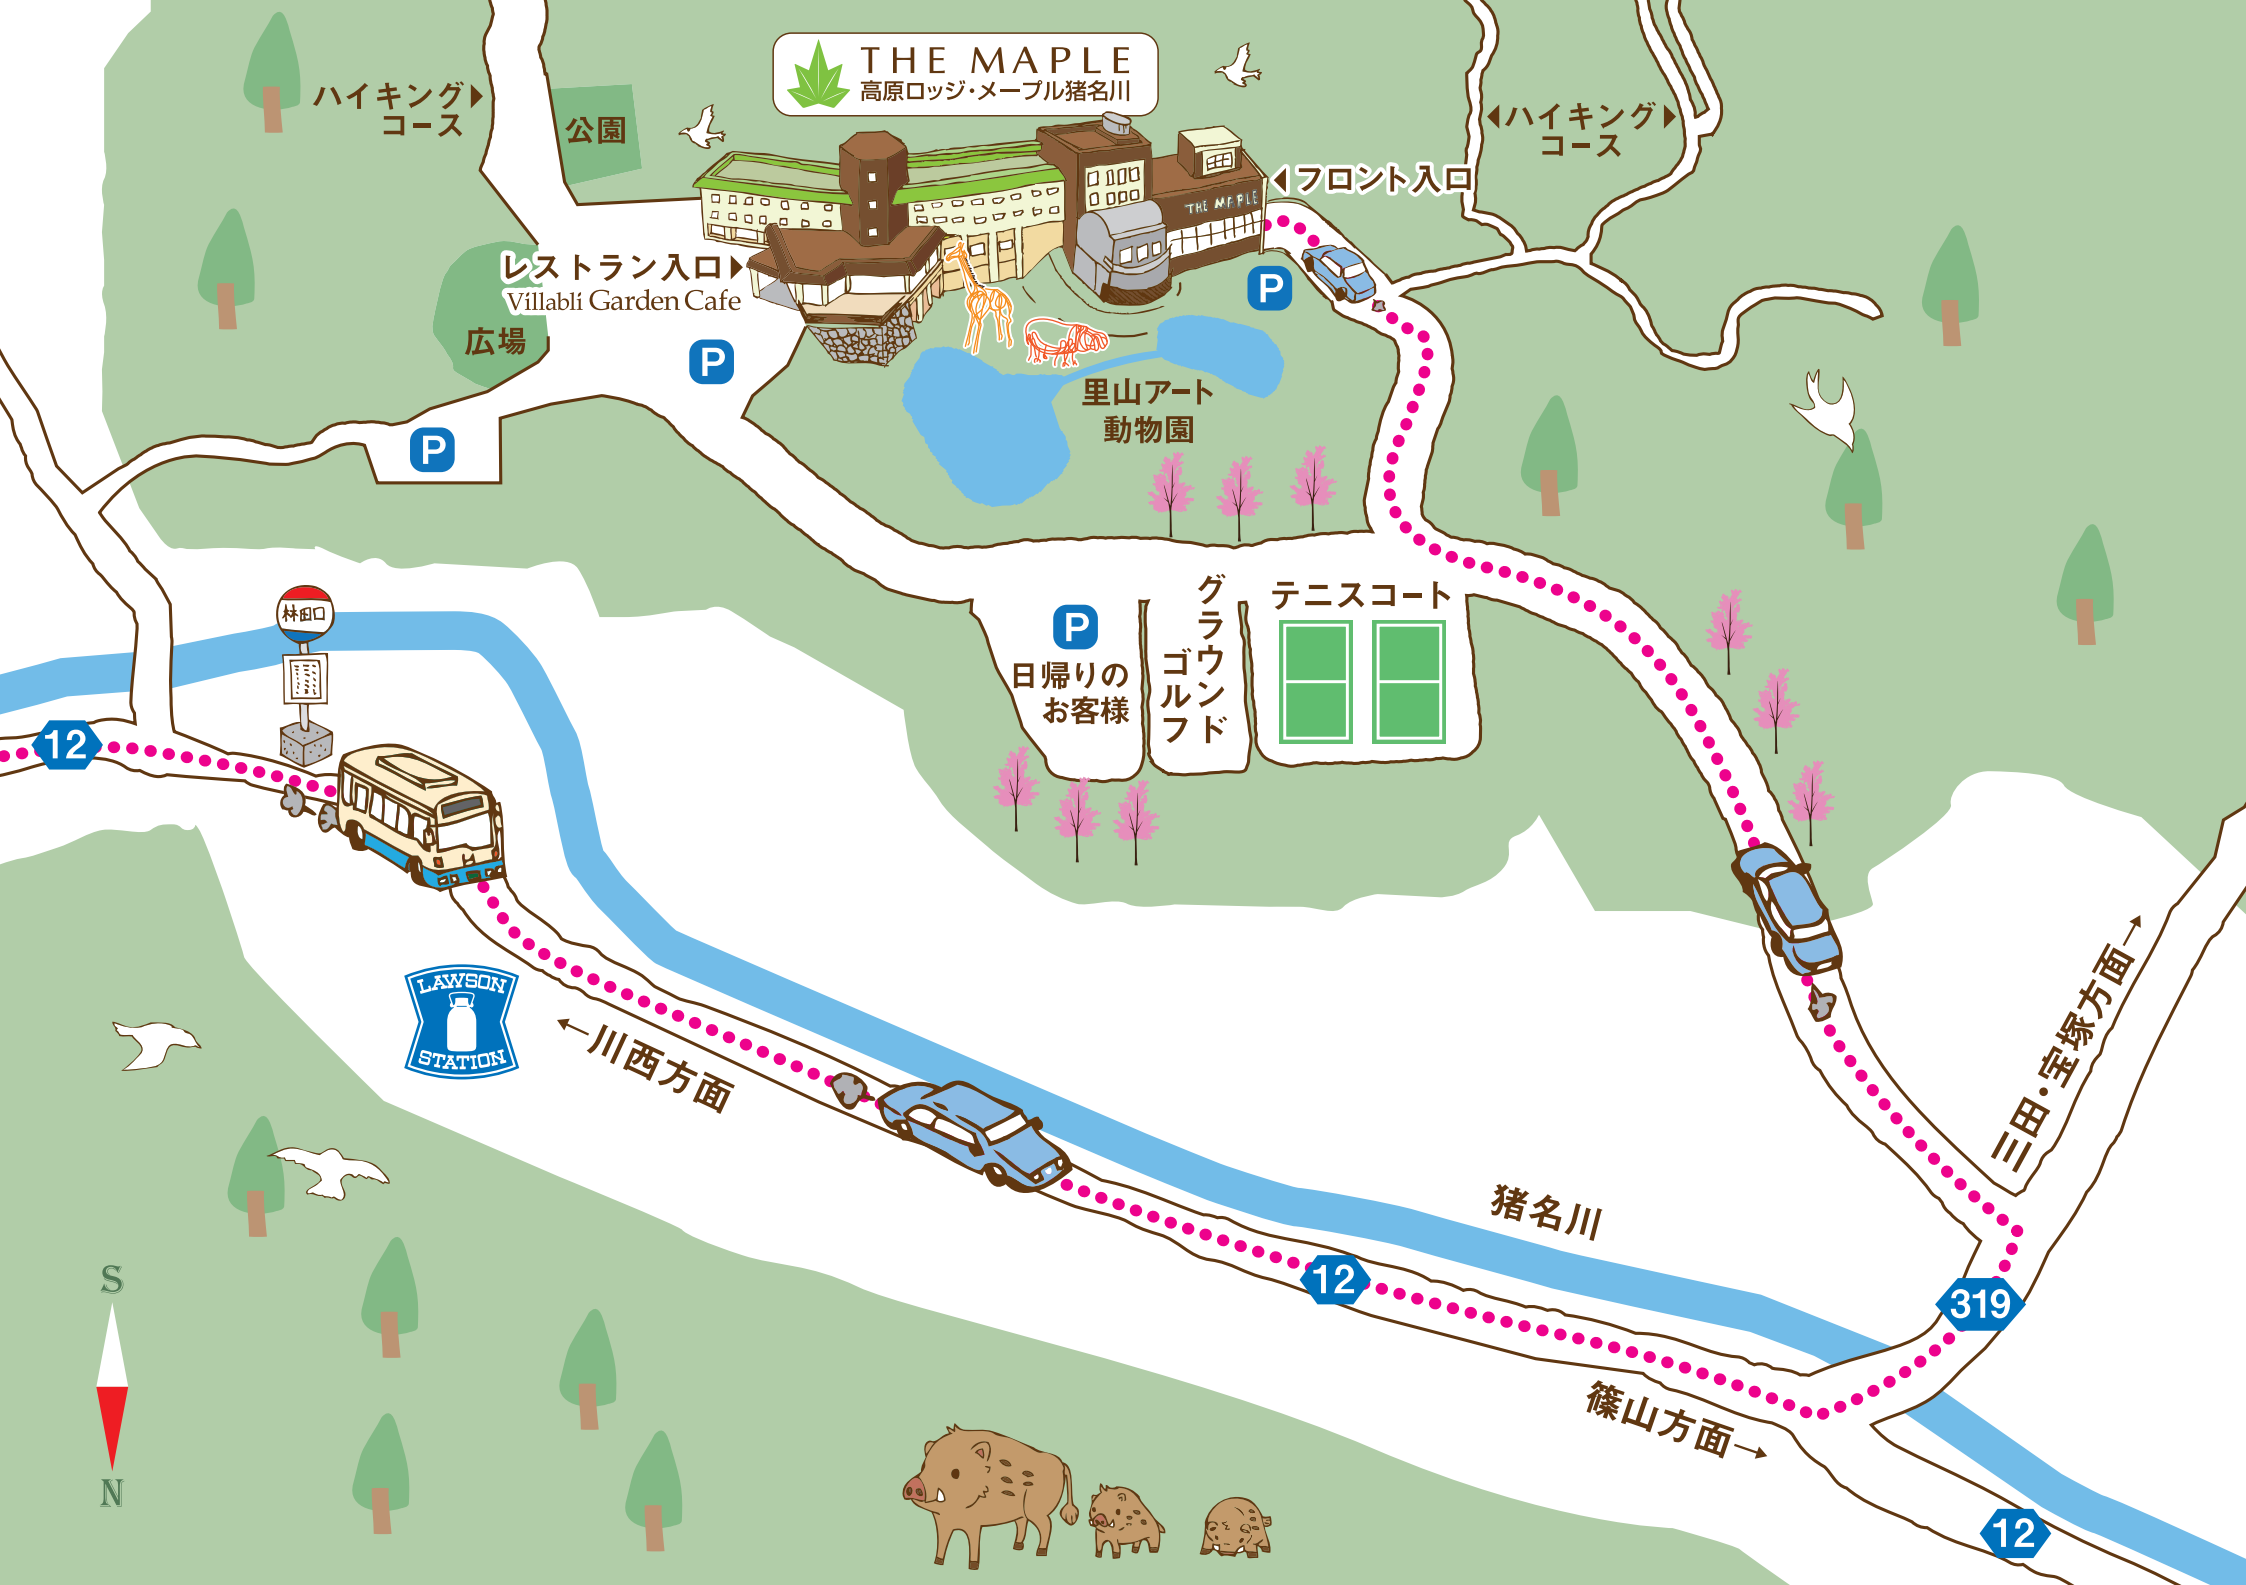 THE MAPLE
高原ロッジ・メープル猪名川
ハイキング
コース
公園
ハイキング
コース
フロント入口
THE MAPLE
レストラン入口
Villabli Garden Cafe
P
広場
P
P
里山アート
動物園
林田口
P
日帰りの
お客様
グラウンド
ゴルフ
テニスコート
12
LAWSON
STATION
←川西方面
三田・宝塚方面→
猪名川
12
319
篠山方面→
12
S
N